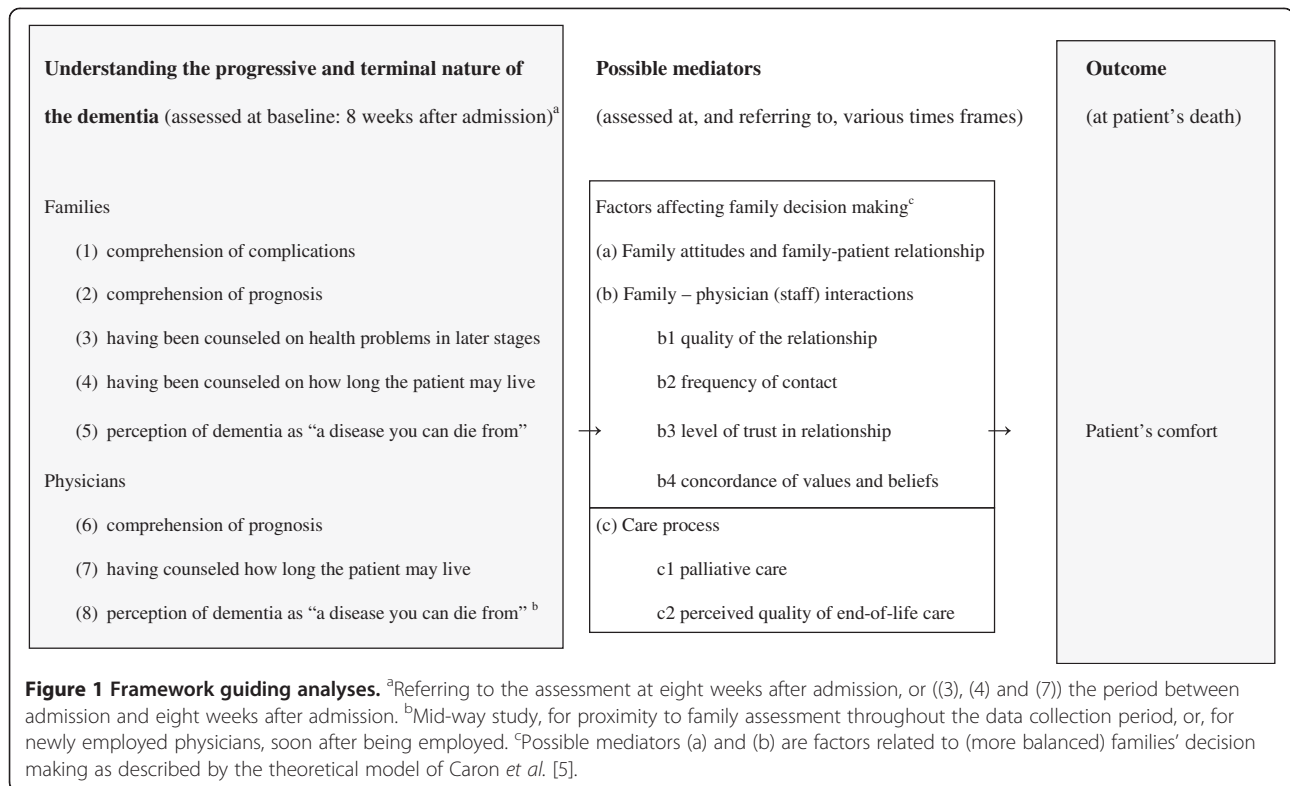 Understanding the progressive and terminal nature of
the dementia (assessed at baseline: 8 weeks after admission)a
Families
(1) comprehension of complications
(2) comprehension of prognosis
(3) having been counseled on health problems in later stages
(4) having been counseled on how long the patient may live
(5) perception of dementia as “a disease you can die from”
Physicians
(6) comprehension of prognosis
(7) having counseled how long the patient may live
(8) perception of dementia as “a disease you can die from” b
→
Possible mediators
(assessed at, and referring to, various times frames)
Factors affecting family decision makingc
(a) Family attitudes and family-patient relationship
(b) Family – physician (staff) interactions
b1 quality of the relationship
b2 frequency of contact
b3 level of trust in relationship
b4 concordance of values and beliefs
(c) Care process
c1 palliative care
c2 perceived quality of end-of-life care
→
Outcome
(at patient’s death)
Patient’s comfort
Figure 1 Framework guiding analyses. aReferring to the assessment at eight weeks after admission, or ((3), (4) and (7)) the period between
admission and eight weeks after admission. bMid-way study, for proximity to family assessment throughout the data collection period, or, for
newly employed physicians, soon after being employed. cPossible mediators (a) and (b) are factors related to (more balanced) families’ decision
making as described by the theoretical model of Caron et al. [5].